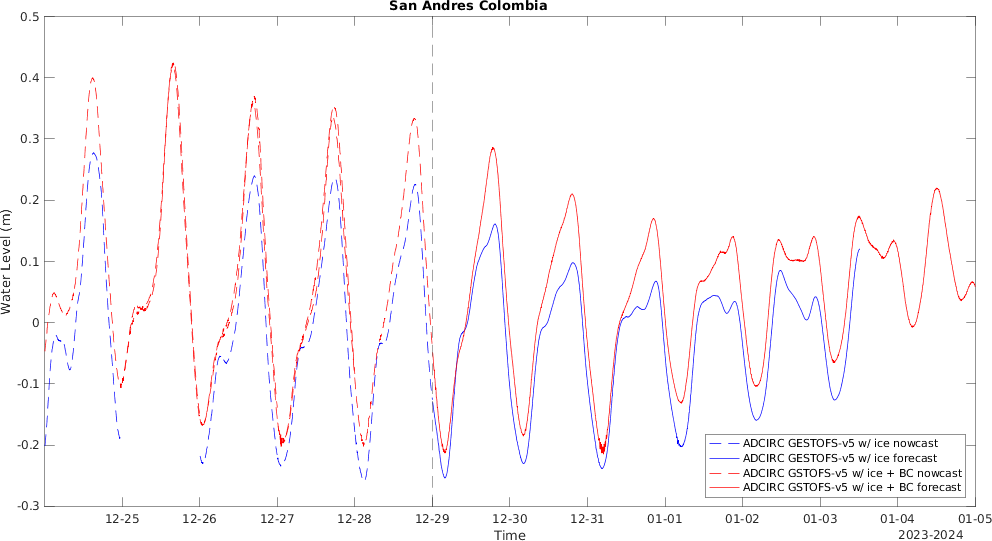 San Andres Colombia
0.5
0.4
0.3
0.2
0.1
0
-0.1
-0.2
-0.3
Water Level (m)
ADCIRC GESTOFS-v5 w/ ice nowcast
ADCIRC GESTOFS-v5 w/ ice forecast
ADCIRC GSTOFS-v5 w/ ice + BC nowcast
ADCIRC GSTOFS-v5 w/ ice + BC forecast
12-25 12-26 12-27 12-28 12-29 12-30 12-31 01-01 01-02 01-03 01-04 01-05
Time
2023-2024